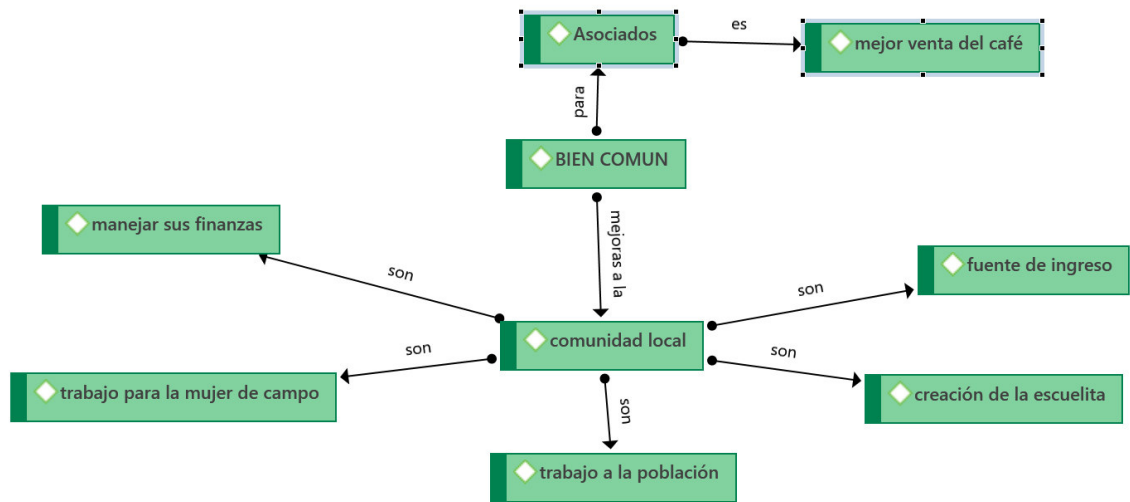 Asociados
es
mejor venta del café
para
BIEN COMUN
mejoras a la
manejar sus finanzas
son
fuente de ingreso
son
comunidad local
son
trabajo para la mujer de campo
son
creación de la escuelita
son
trabajo a la población